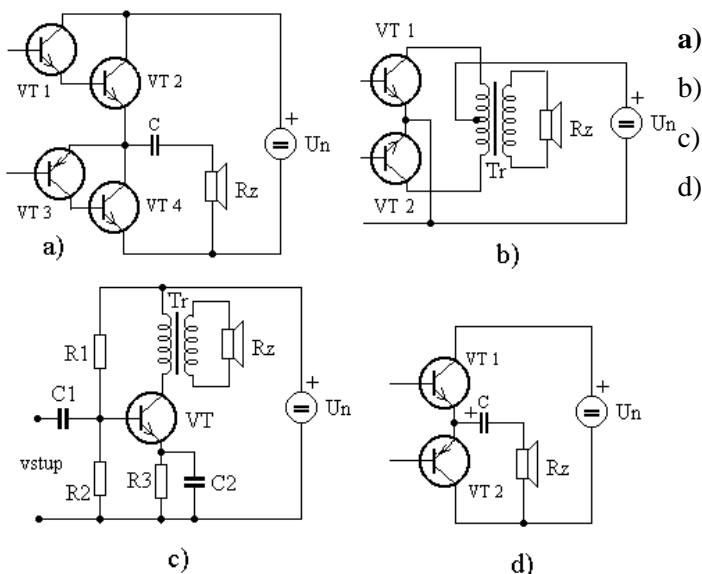 VT 1
VT 2
C
VT 3
VT 4
Rz
+
Un
a)
VT 1
VT 2
Tr
Rz
+
Un
b)
a)
b)
c)
d)
R1
C1
vstup
R2
Tr
Rz
VT
R3
C2
+
Un
c)
VT 1
+
C
VT 2
Rz
+
Un
d)